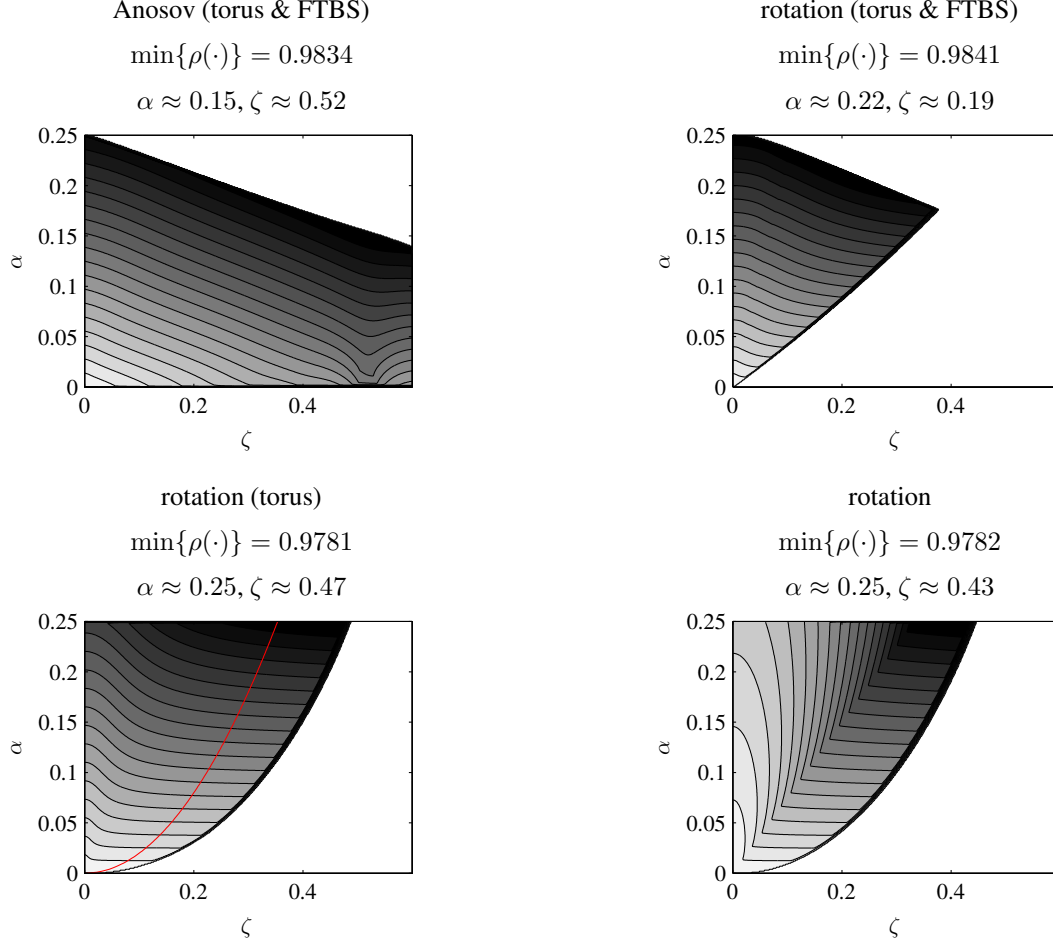 Anosov (torus & FTBS)
min{ρ(·)} = 0.9834
α ≈ 0.15, ζ ≈ 0.52
0.25
0.2
0.15
0.1
0.05
0
α
0
0.2
0.4
ζ
rotation (torus & FTBS)
min{ρ(·)} = 0.9841
α ≈ 0.22, ζ ≈ 0.19
0.25
0.2
0.15
0.1
0.05
0
α
0
0.2
0.4
ζ
rotation (torus)
min{ρ(·)} = 0.9781
α ≈ 0.25, ζ ≈ 0.47
0.25
0.2
0.15
0.1
0.05
0
α
0
0.2
0.4
ζ
rotation
min{ρ(·)} = 0.9782
α ≈ 0.25, ζ ≈ 0.43
0.25
0.2
0.15
0.1
0.05
0
α
0
0.2
0.4
ζ